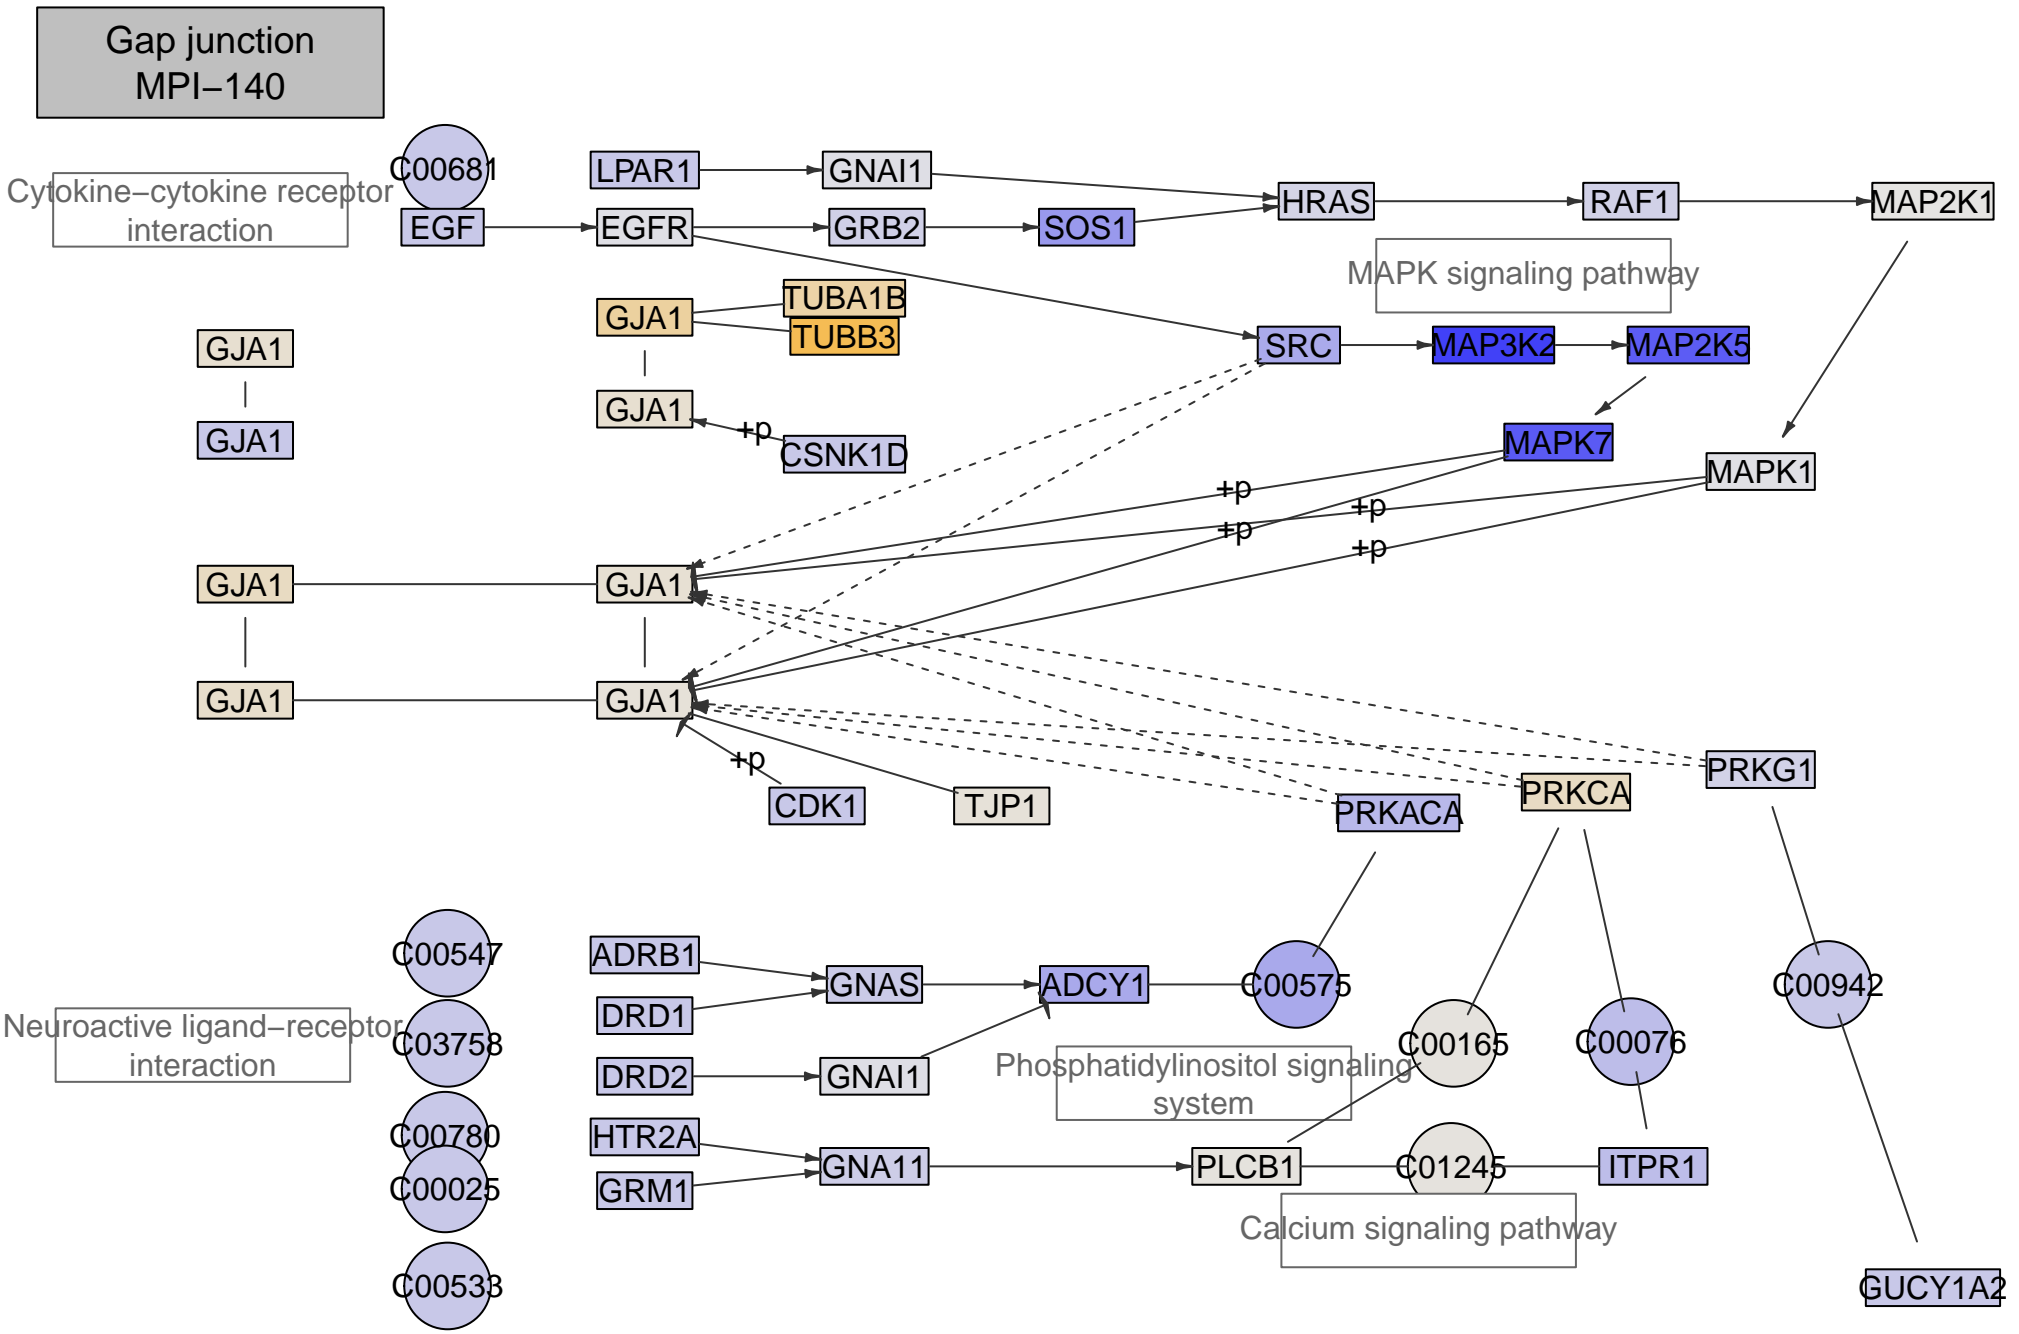 Gap junction
MPI−140
C00681
LPAR1
GNAI1
Cytokine−cytokine receptor
interaction
EGF
EGFR
GRB2
SOS1
HRAS
RAF1
MAP2K1
MAPK signaling pathway
GJA1
TUBA1B
TUBB3
GJA1
SRC
MAP3K2
MAP2K5
GJA1
+p
GJA1
CSNK1D
MAPK7
MAPK1
+p
+p
+p
+p
GJA1
GJA1
GJA1
GJA1
+p
CDK1
TJP1
PRKACA
PRKCA
PRKG1
C00547
ADRB1
GNAS
ADCY1
C00575
C00942
DRD1
Neuroactive ligand−receptor
interaction
C03758
C00165
C00076
DRD2
GNAI1
Phosphatidylinositol signaling
system
C00780
HTR2A
GNA11
PLCB1
C01245
ITPR1
C00025
GRM1
Calcium signaling pathway
C00533
GUCY1A2